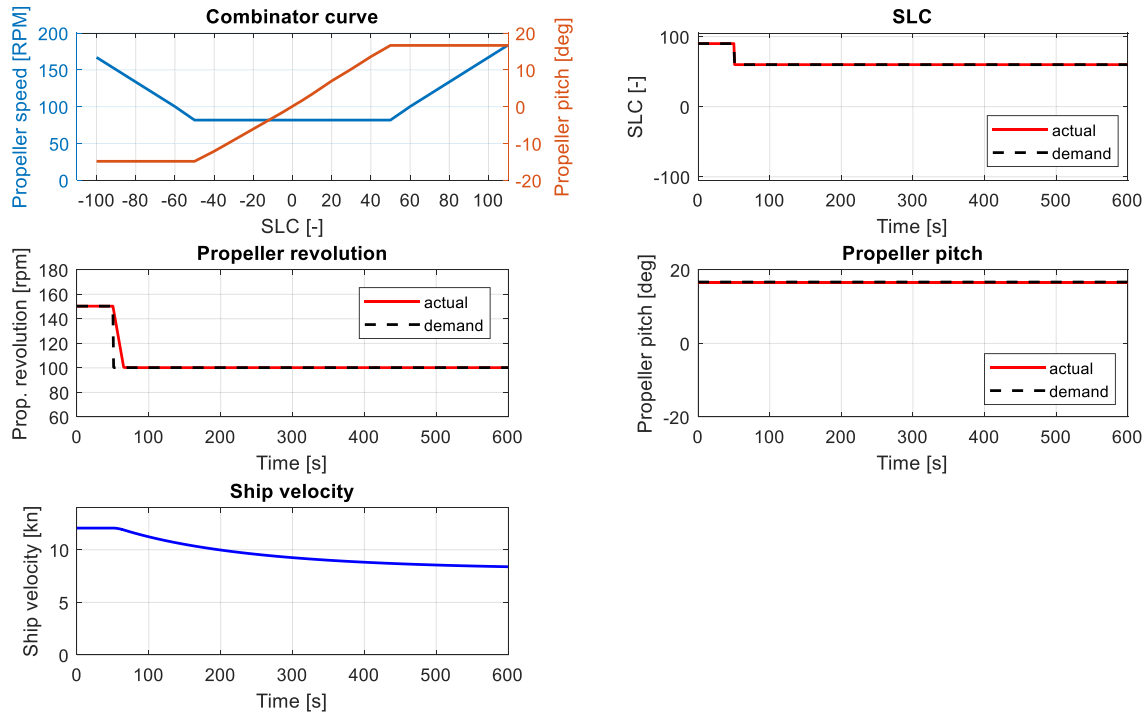 Combinator curve
Propeller speed [RPM]
200
150
100
50
0
20
10
0
-10
-20
Propeller pitch [deg]
-100 -80 -60 -40 -20 0 20 40 60 80 100
SLC [-]
SLC
SLC [-]
100
0
-100
actual
demand
0 100 200 300 400 500 600
Time [s]
Propeller revolution
Prop. revolution [rpm]
180
160
140
120
100
80
60
actual
demand
0 100 200 300 400 500 600
Time [s]
Propeller pitch
Propeller pitch [deg]
20
0
-20
actual
demand
0 100 200 300 400 500 600
Time [s]
Ship velocity
Ship velocity [kn]
10
5
0
0 100 200 300 400 500 600
Time [s]